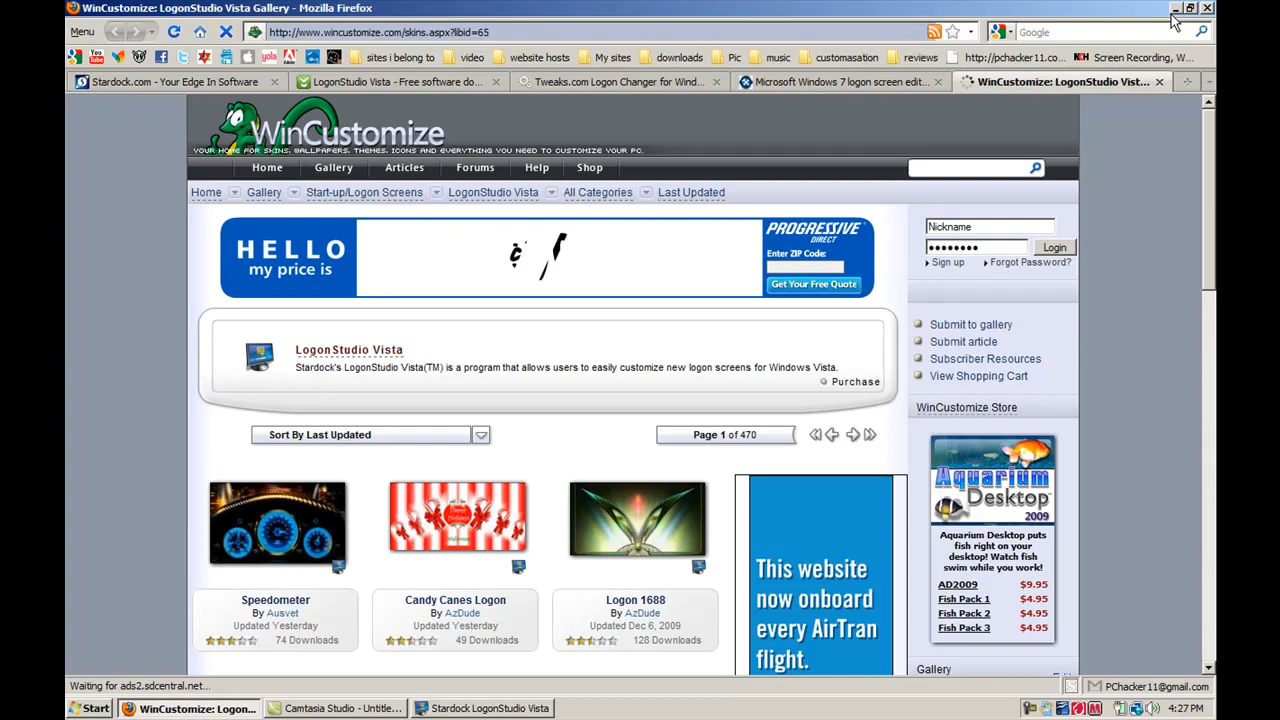 WinCustomize: LogonStudio Vista Gallery - Mozilla Firefox
Menu
http://www.wincustomize.com/skins.aspx?libid=65
Google
sites i belong to
video
website hosts
My sites
downloads
Pic
music
customasation
reviews
http://pchacker11.co...
Screen Recording, W...
Stardock.com - Your Edge In Software
LogonStudio Vista - Free software do...
Tweaks.com Logon Changer for Wind...
Microsoft Windows 7 logon screen edit...
WinCustomize: LogonStudio Vist...
WinCustomize
YOUR HOME FOR SKINS, WALLPAPERS, THEMES, ICONS AND EVERYTHING YOU NEED TO CUSTOMIZE YOUR PC.
Home Gallery Articles Forums Help Shop
Home Gallery Start-up/Logon Screens LogonStudio Vista All Categories Last Updated
HELLO
my price is
PROGRESSIVE
DIRECT
Enter ZIP Code:
Get Your Free Quote
Nickname
Login
Sign up Forgot Password?
LogonStudio Vista
Stardock's LogonStudio Vista(TM) is a program that allows users to easily customize new logon screens for Windows Vista.
Purchase
Submit to gallery
Submit article
Subscriber Resources
View Shopping Cart
WinCustomize Store
Sort By Last Updated
Page 1 of 470
Aquarium
Desktop
2009
Aquarium Desktop puts
fish right on your
desktop! Watch fish
swim while you work!
AD2009 $9.95
Fish Pack 1 $4.95
Fish Pack 2 $4.95
Fish Pack 3 $4.95
Gallery
This website
now onboard
every AirTran
flight.
Speedometer
By Ausvet
Updated Yesterday
74 Downloads
Candy Canes Logon
By AzDude
Updated Yesterday
49 Downloads
Logon 1688
By AzDude
Updated Dec 6, 2009
128 Downloads
Waiting for ads2.sdcentral.net...
PChacker11@gmail.com
Start
WinCustomize: Logon...
Camtasia Studio - Untitle...
Stardock LogonStudio Vista
4:27 PM